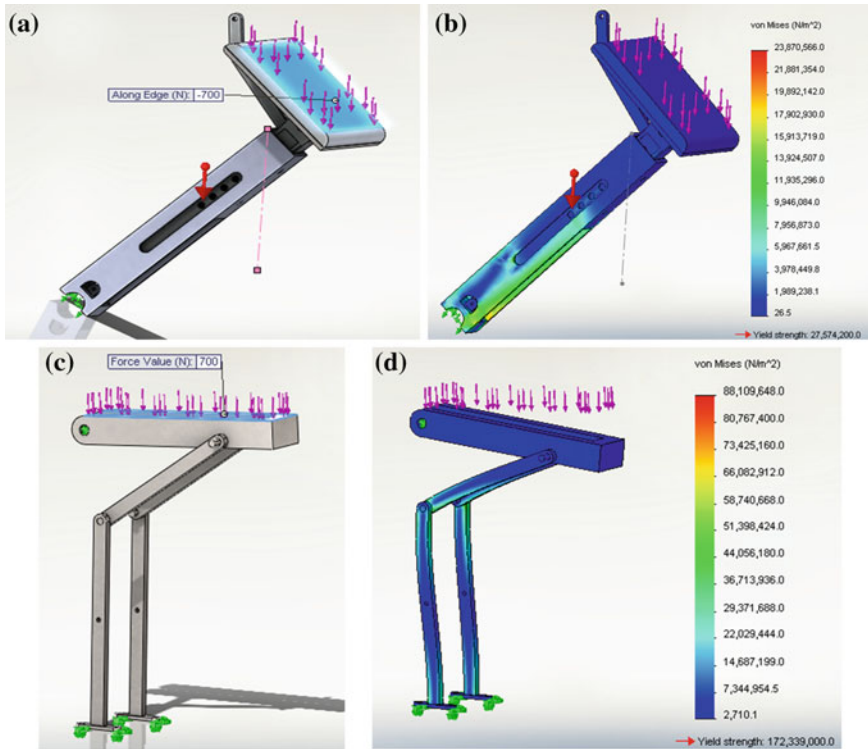 (a)
Along Edge (N): -700
(b)
von Mises (N/m^2)
23,870,566.0
21,881,354.0
19,892,142.0
17,902,930.0
15,913,719.0
13,924,507.0
11,935,296.0
9,946,084.0
7,956,873.0
5,967,661.5
3,978,449.8
1,989,238.1
26.5
Yield strength: 27,574,200.0
(c)
Force Value (N): 700
(d)
von Mises (N/m^2)
88,109,648.0
80,767,400.0
73,425,160.0
66,082,912.0
58,740,668.0
51,398,424.0
44,056,180.0
36,713,936.0
29,371,688.0
22,029,444.0
14,687,199.0
7,344,954.5
2,710.1
Yield strength: 172,339,000.0